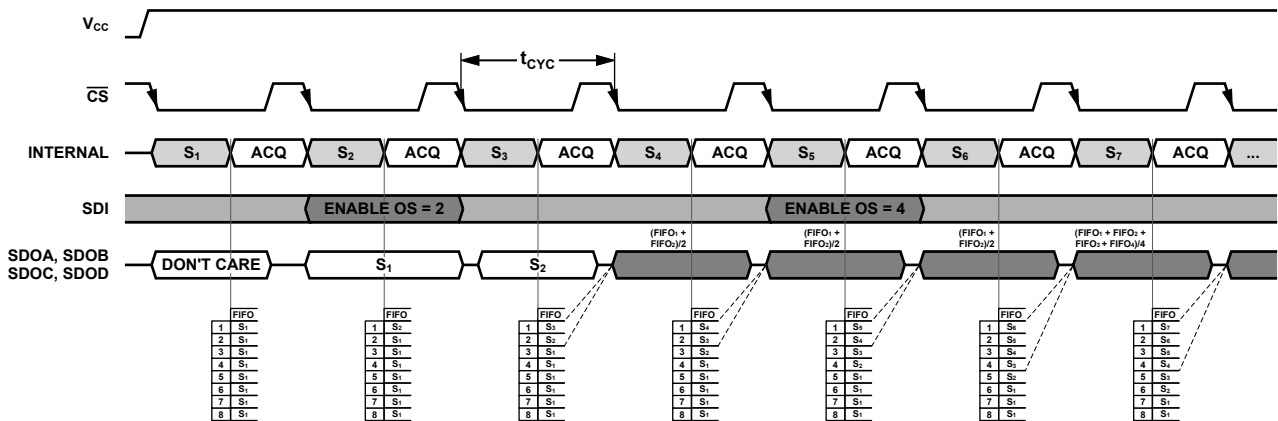 VCC
tCYC
CS
INTERNAL S1 ACQ S2 ACQ S3 ACQ S4 ACQ S5 ACQ S6 ACQ S7 ACQ ...
SDI ENABLE OS = 2 ENABLE OS = 4
(FIFO1 + (FIFO1 + (FIFO1 + (FIFO1 + FIFO2 +
FIFO2)/2 FIFO2)/2 FIFO2)/2 FIFO3 + FIFO4)/4
SDOA, SDOB
SDOC, SDOD
DON'T CARE S1 S2
FIFO FIFO FIFO FIFO FIFO FIFO FIFO
1 S1 1 S2 1 S3 1 S4 1 S5 1 S6 1 S7
2 S1 2 S1 2 S2 2 S3 2 S4 2 S5 2 S6
3 S1 3 S1 3 S1 3 S2 3 S3 3 S4 3 S5
4 S1 4 S1 4 S1 4 S1 4 S2 4 S3 4 S4
5 S1 5 S1 5 S1 5 S1 5 S1 5 S2 5 S3
6 S1 6 S1 6 S1 6 S1 6 S1 6 S1 6 S2
7 S1 7 S1 7 S1 7 S1 7 S1 7 S1 7 S1
8 S1 8 S1 8 S1 8 S1 8 S1 8 S1 8 S1